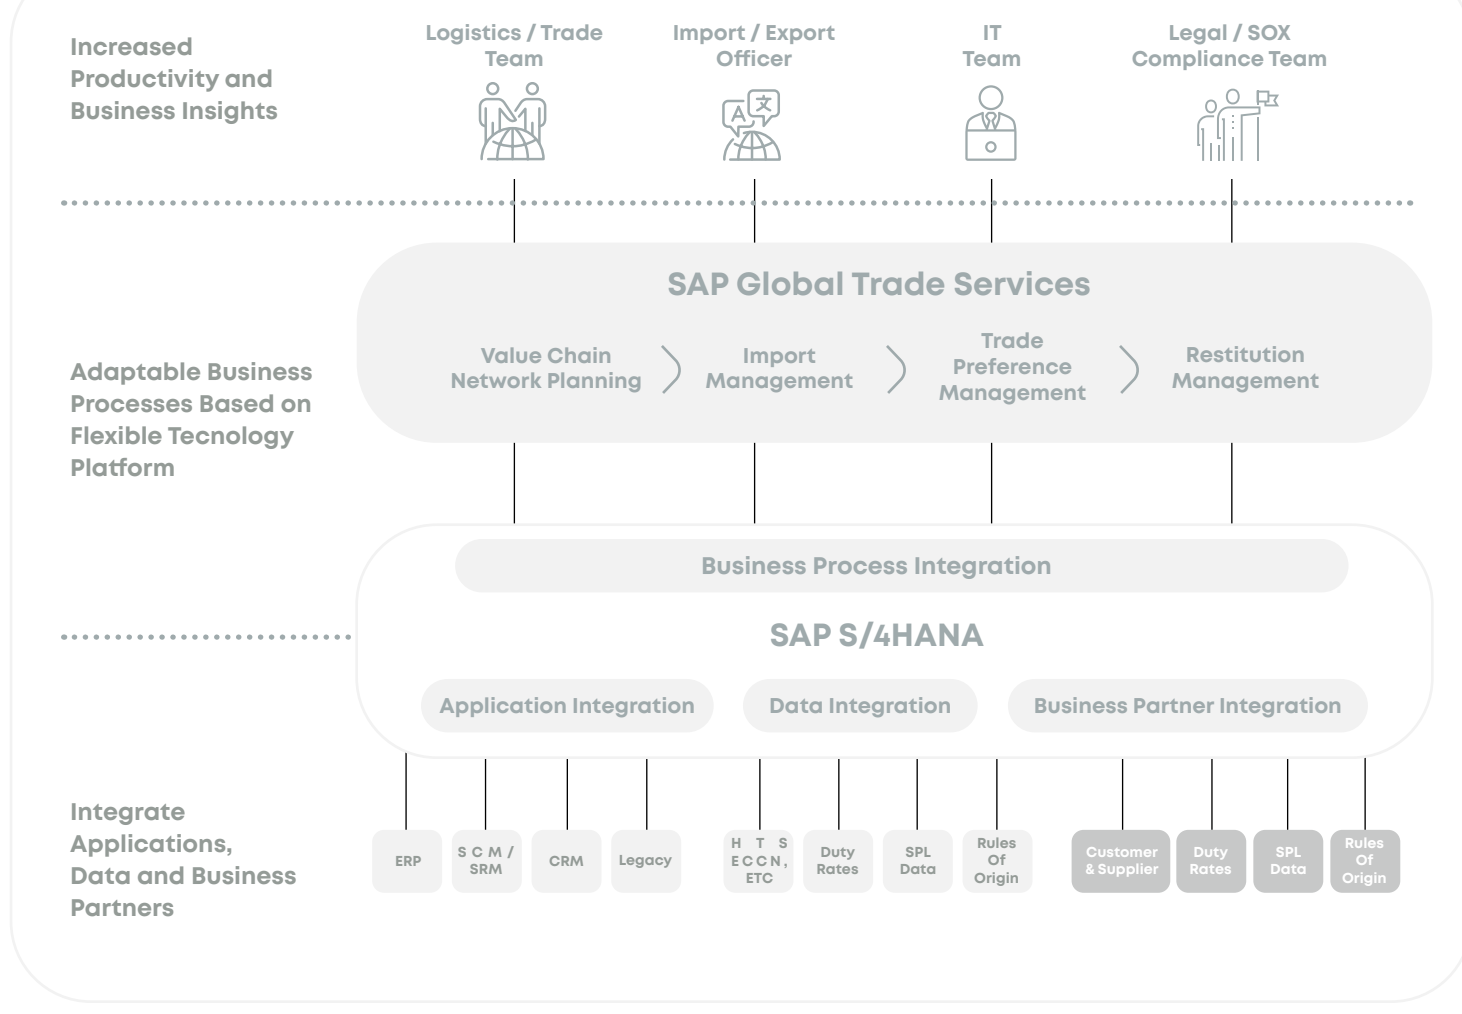 Increased
Productivity and
Business Insights
Logistics / Trade
Team
Import / Export
Officer
IT
Team
Legal / SOX
Compliance Team
A
文
Adaptable Business
Processes Based on
Flexible Tecnology
Platform
SAP Global Trade Services
Value Chain
Network Planning
Import
Management
Trade
Preference
Management
Restitution
Management
Business Process Integration
SAP S/4HANA
Application Integration
Data Integration
Business Partner Integration
Integrate
Applications,
Data and Business
Partners
ERP
SCM/
SRM
CRM
Legacy
H T S
ECCN,
ETC
Duty
Rates
SPL
Data
Rules
Of
Origin
Customer
& Supplier
Duty
Rates
SPL
Data
Rules
Of
Origin